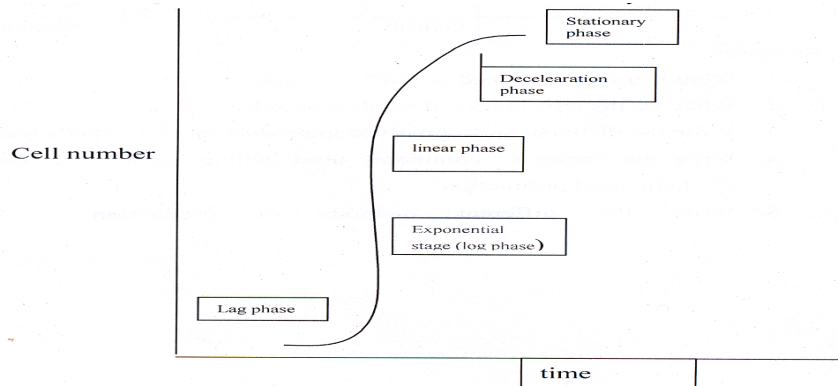 Stationary
phase
Decelearation
phase
Cell number
linear phase
Exponential
stage (log phase)
Lag phase
time